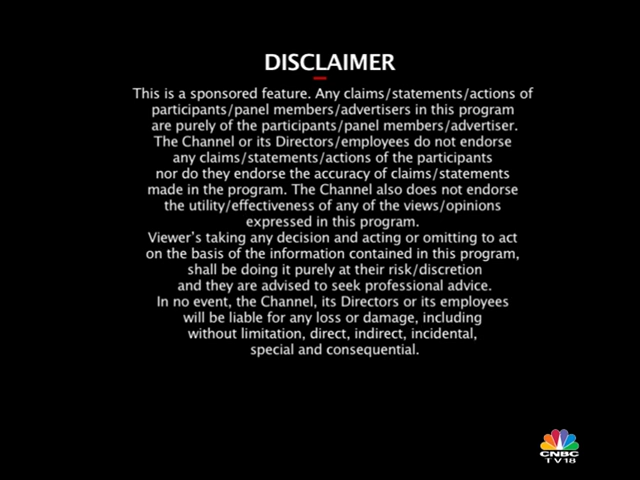 DISCLAIMER
This is a sponsored feature. Any claims/statements/actions of
participants/panel members/advertisers in this program
are purely of the participants/panel members/advertiser.
The Channel or its Directors/employees do not endorse
any claims/statements/actions of the participants
nor do they endorse the accuracy of claims/statements
made in the program. The Channel also does not endorse
the utility/effectiveness of any of the views/opinions
expressed in this program.
Viewer's taking any decision and acting or omitting to act
on the basis of the information contained in this program,
shall be doing it purely at their risk/discretion
and they are advised to seek professional advice.
In no event, the Channel, its Directors or its employees
will be liable for any loss or damage, including
without limitation, direct, indirect, incidental,
special and consequential.
CNBC
TV18